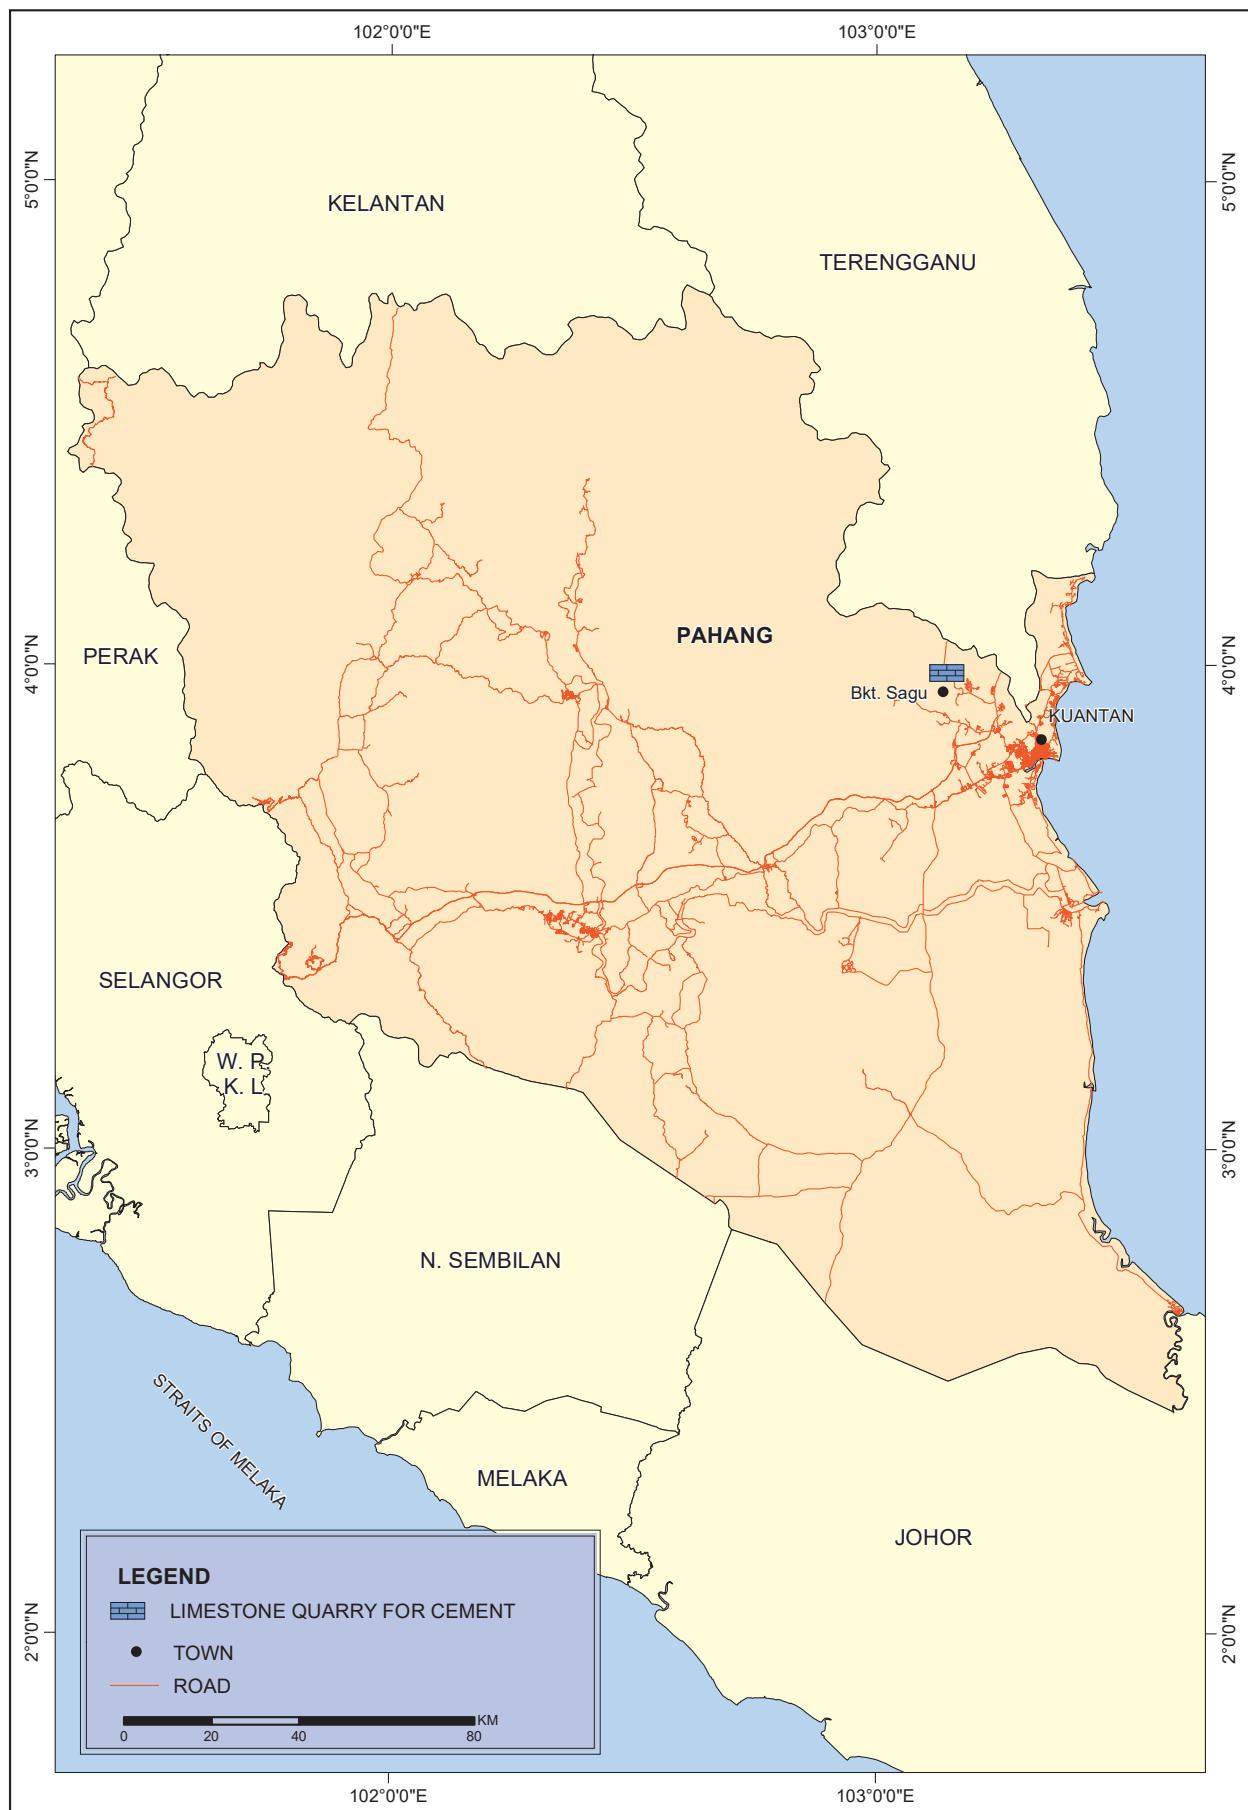 102°0'0"E
103°0'0"E
5°0'0"N
5°0'0"N
KELANTAN
TERENGGANU
PAHANG
PERAK
4°0'0"N
4°0'0"N
Bkt. Sagu
KUANTAN
SELANGOR
W. P.
K. L.
3°0'0"N
3°0'0"N
N. SEMBILAN
STRAITS OF MELAKA
MELAKA
JOHOR
LEGEND
LIMESTONE QUARRY FOR CEMENT
TOWN
ROAD
KM
0 20 40 80
2°0'0"N
2°0'0"N
102°0'0"E
103°0'0"E